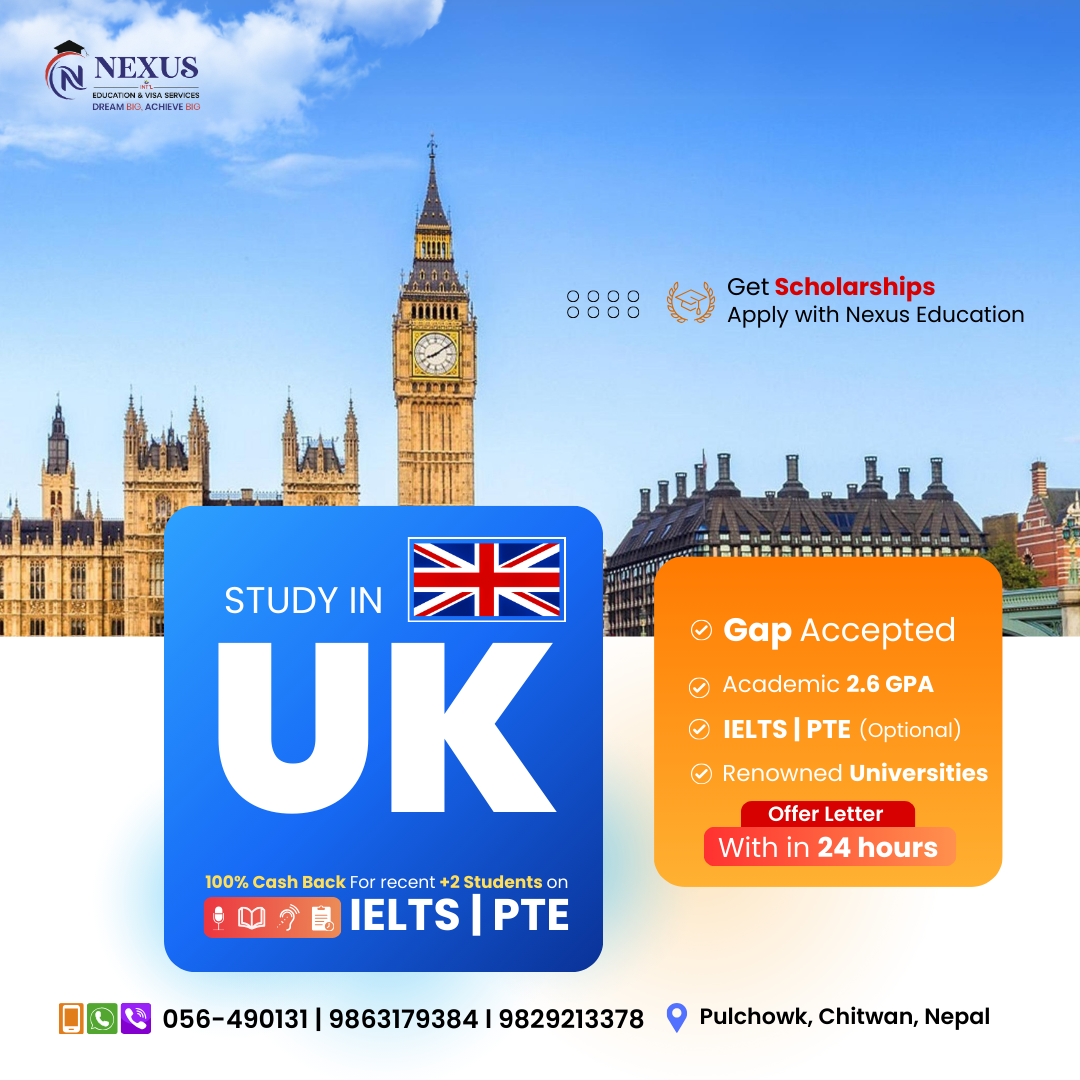 NEXUS
INT'L
EDUCATION & VISA SERVICES
DREAM BIG, ACHIEVE BIG
Get Scholarships
Apply with Nexus Education
STUDY IN
UK
100% Cash Back For recent +2 Students on
IELTS | PTE
Gap Accepted
Academic 2.6 GPA
IELTS | PTE (Optional)
Renowned Universities
Offer Letter
With in 24 hours
056-490131 | 9863179384 I 9829213378
Pulchowk, Chitwan, Nepal